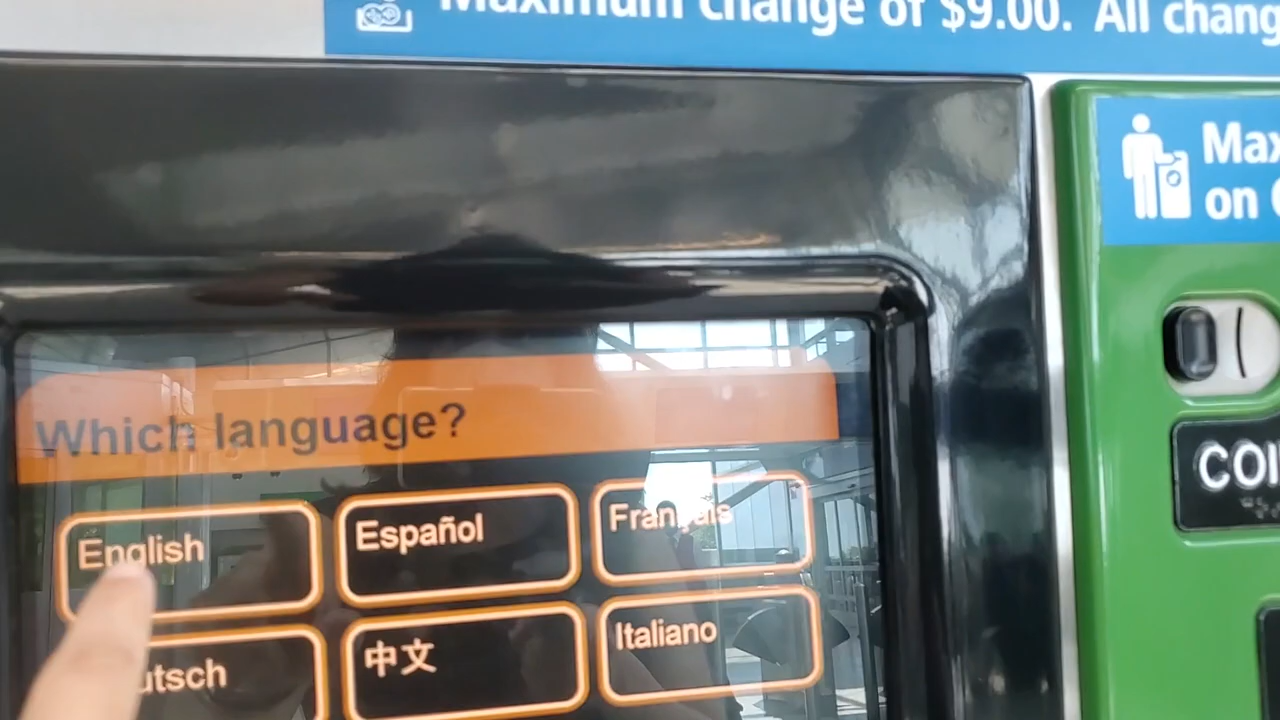 Maximum change of $9.00. All chang
Max
on
Which language?
English
Español
Français
COI
utsch
中文
Italiano